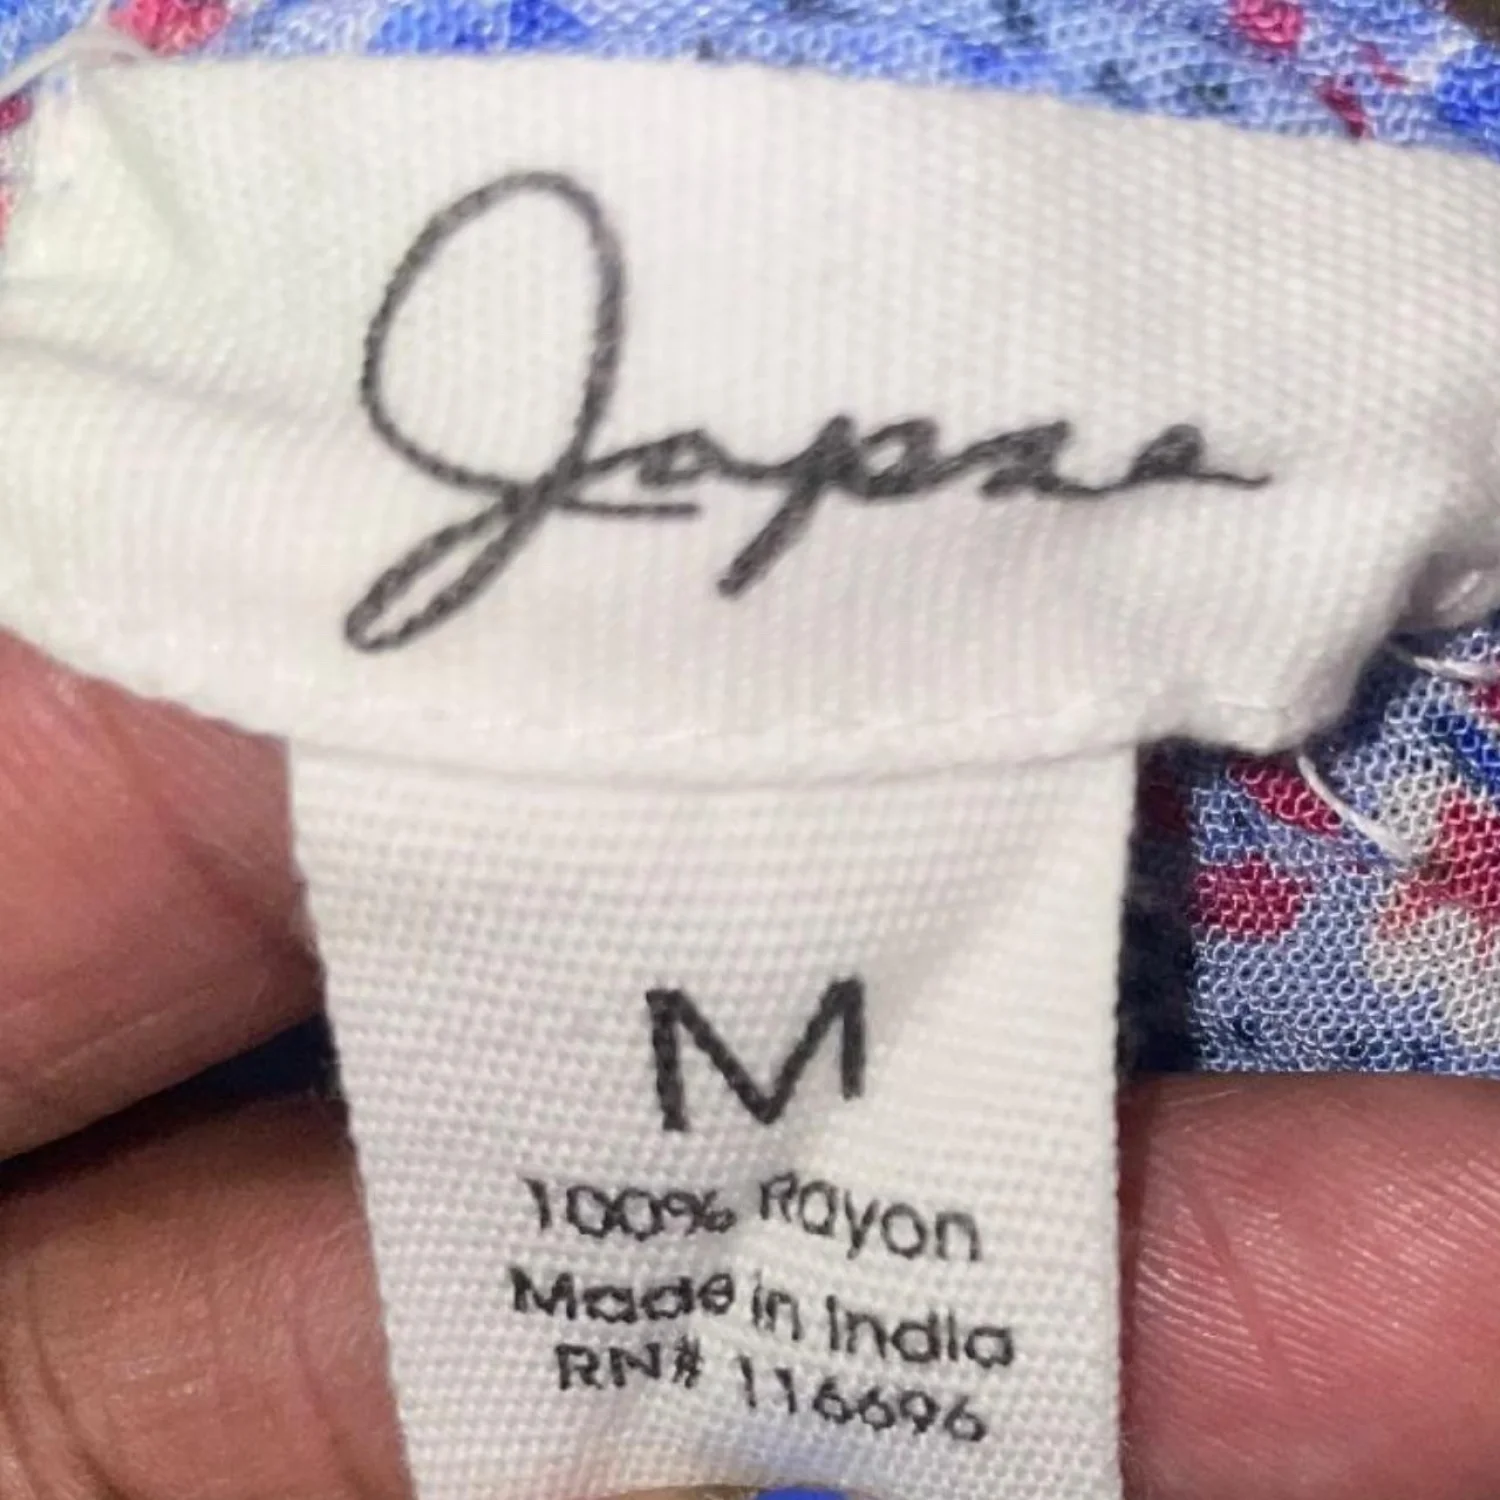 Japna
M
100% Rayon
Made in India
RN# 116696